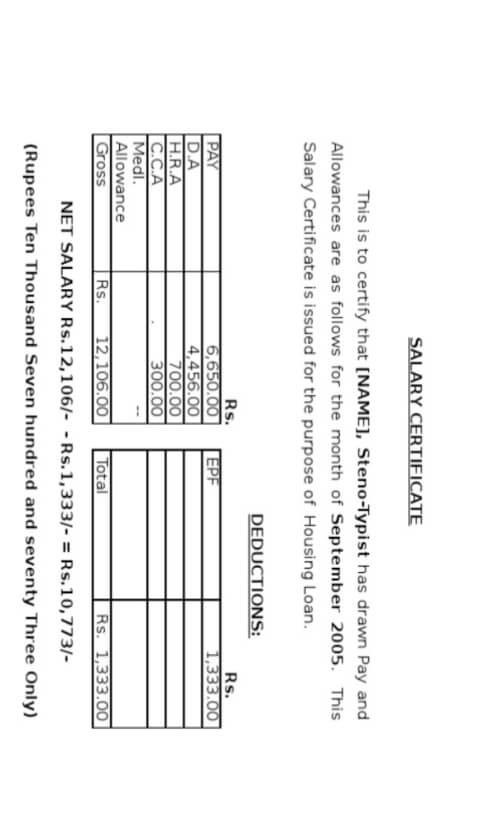 SALARY CERTIFICATE
This is to certify that [NAME], Steno-Typist has drawn Pay and
Allowances are as follows for the month of September 2005. This
Salary Certificate is issued for the purpose of Housing Loan.
DEDUCTIONS:
Rs. Rs.
PAY 6,650.00 EPF 1,333.00
D.A 4,456.00
H.R.A 700.00
C.C.A . 300.00
Medl. --
Allowance
Gross Rs. 12,106.00 Total Rs. 1,333.00
NET SALARY Rs.12,106/- - Rs.1,333/- = Rs.10,773/-
(Rupees Ten Thousand Seven hundred and seventy Three Only)